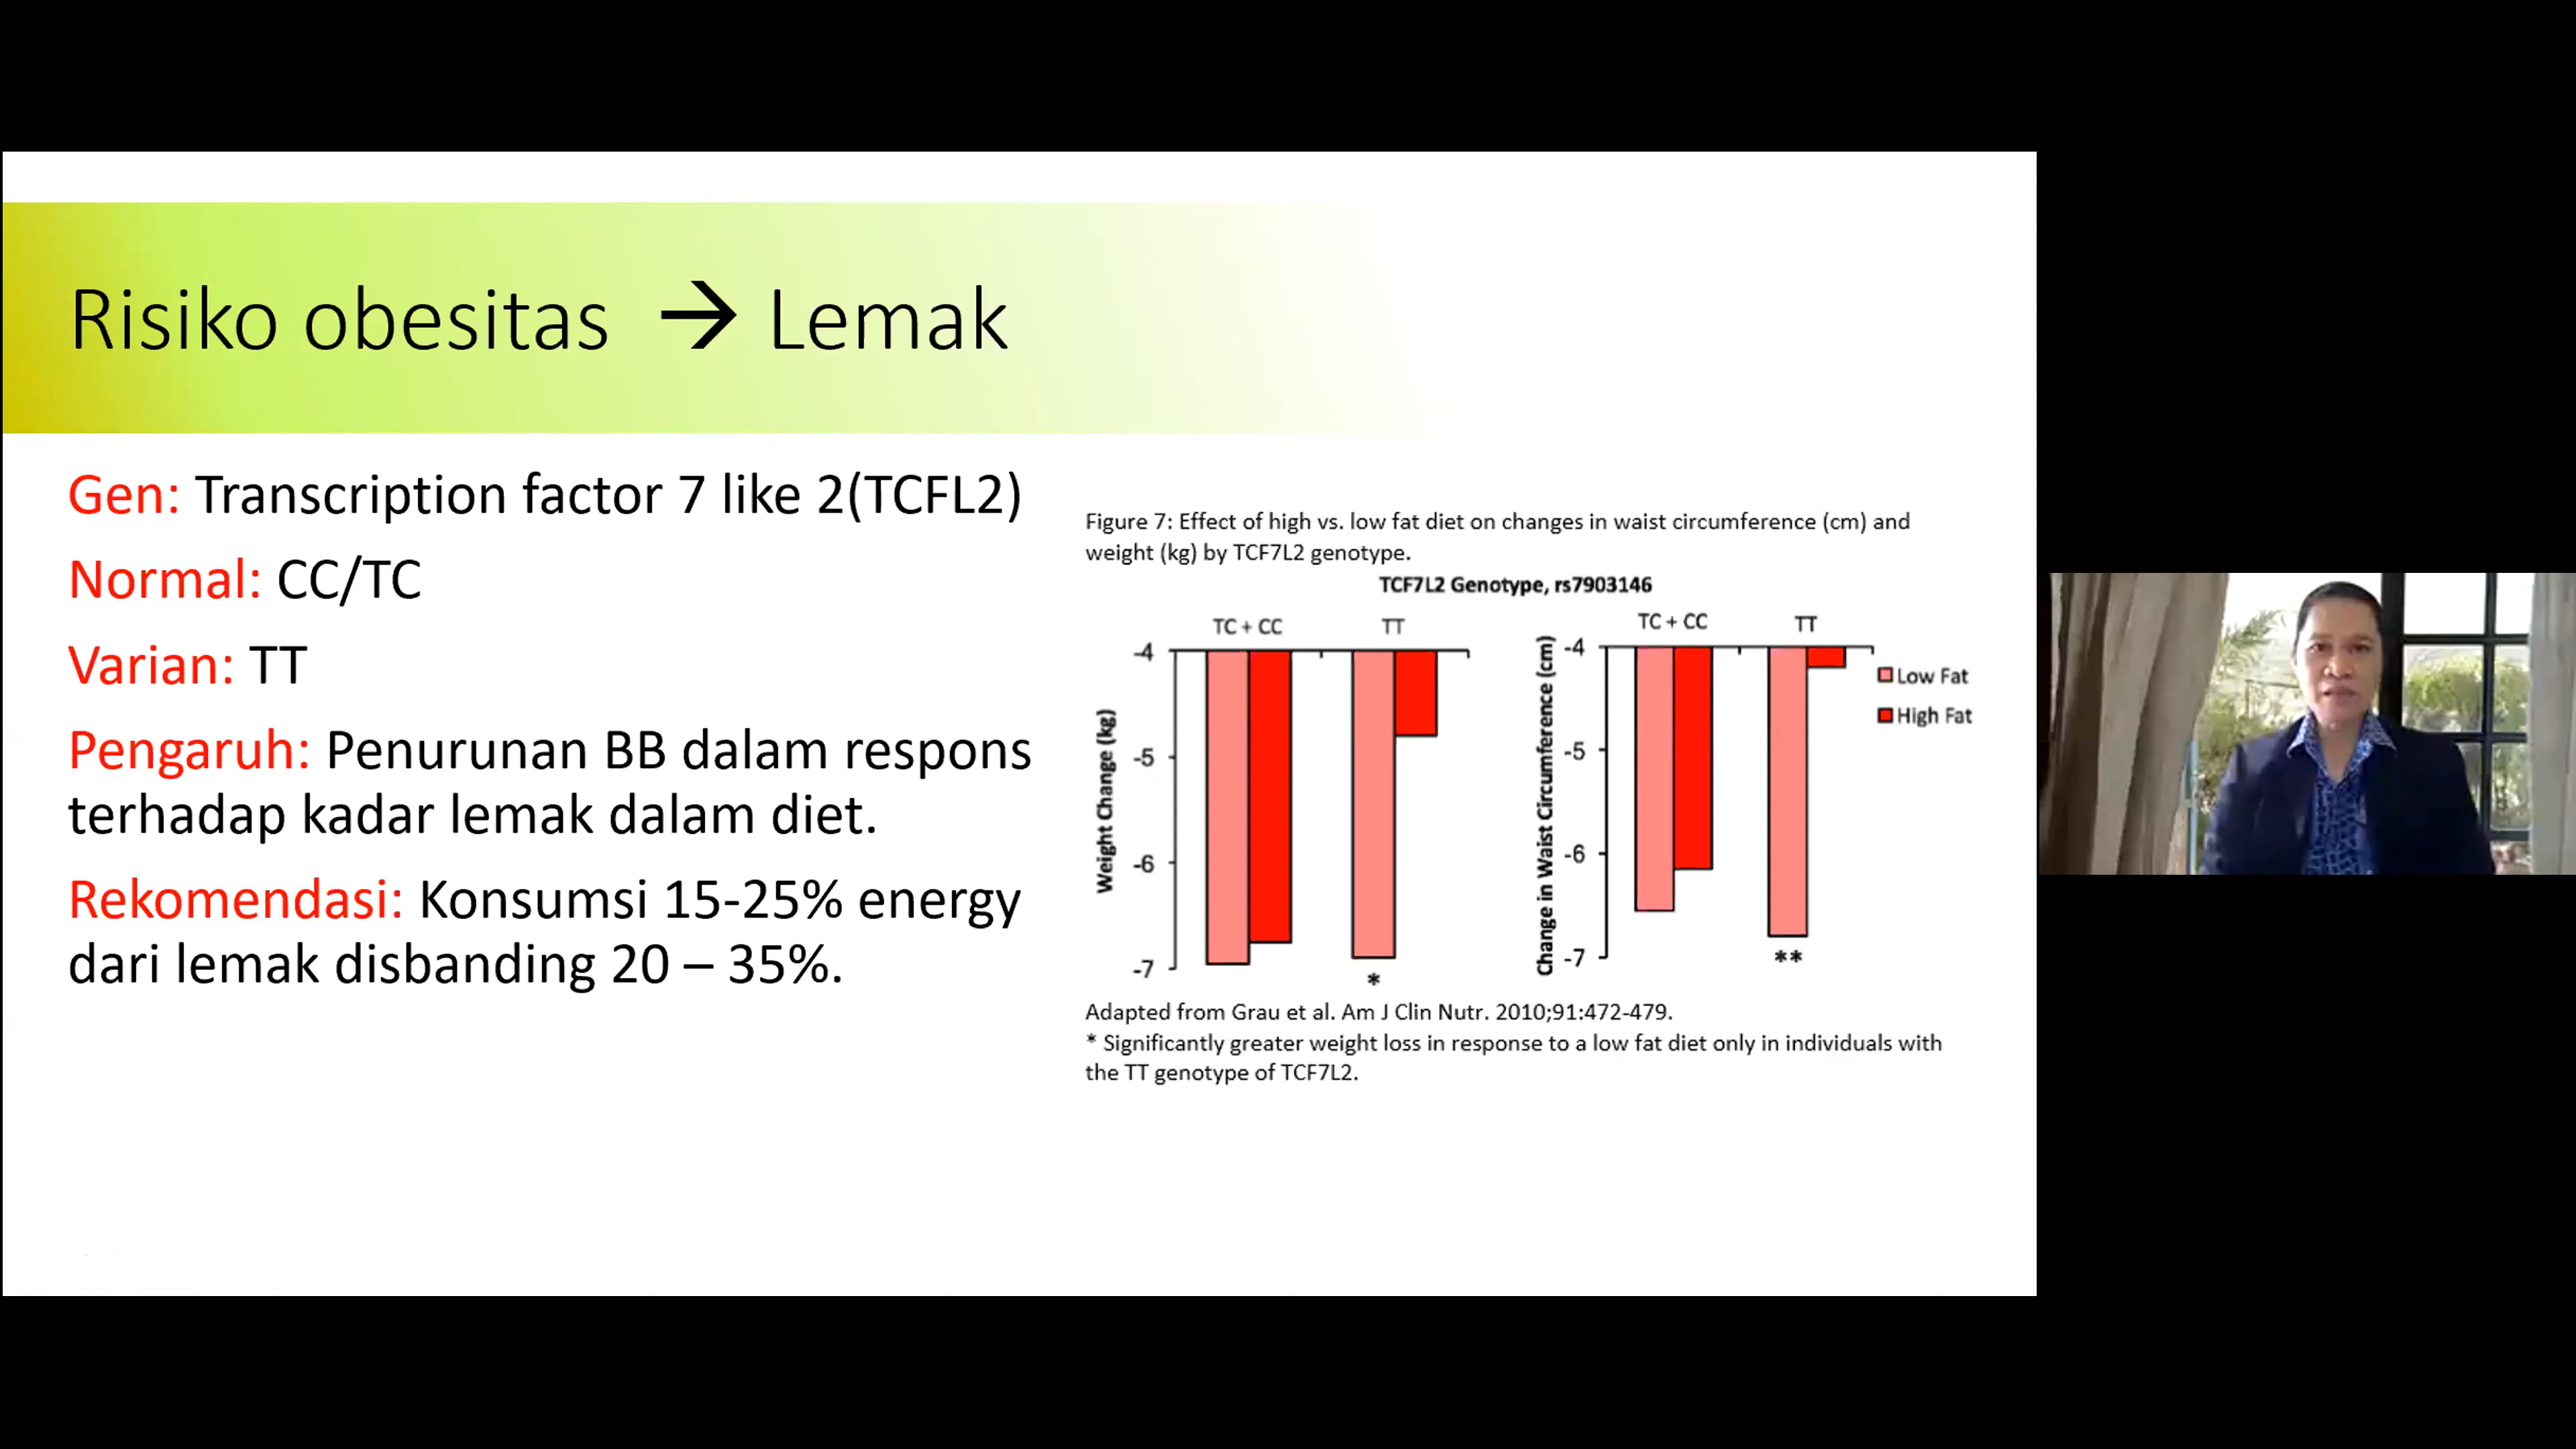 Risiko obesitas → Lemak
Gen: Transcription factor 7 like 2(TCFL2)
Normal: CC/TC
Varian: TT
Pengaruh: Penurunan BB dalam respons
terhadap kadar lemak dalam diet.
Rekomendasi: Konsumsi 15-25% energy
dari lemak disbanding 20 – 35%.
Figure 7: Effect of high vs. low fat diet on changes in waist circumference (cm) and
weight (kg) by TCF7L2 genotype.
TCF7L2 Genotype, rs7903146
TC + CC
TT
-4
-5
-6
-7
Weight Change (kg)
*
TC + CC
TT
-4
-5
-6
-7
Change in Waist Circumference (cm)
**
Low Fat
High Fat
Adapted from Grau et al. Am J Clin Nutr. 2010;91:472-479.
* Significantly greater weight loss in response to a low fat diet only in individuals with
the TT genotype of TCF7L2.